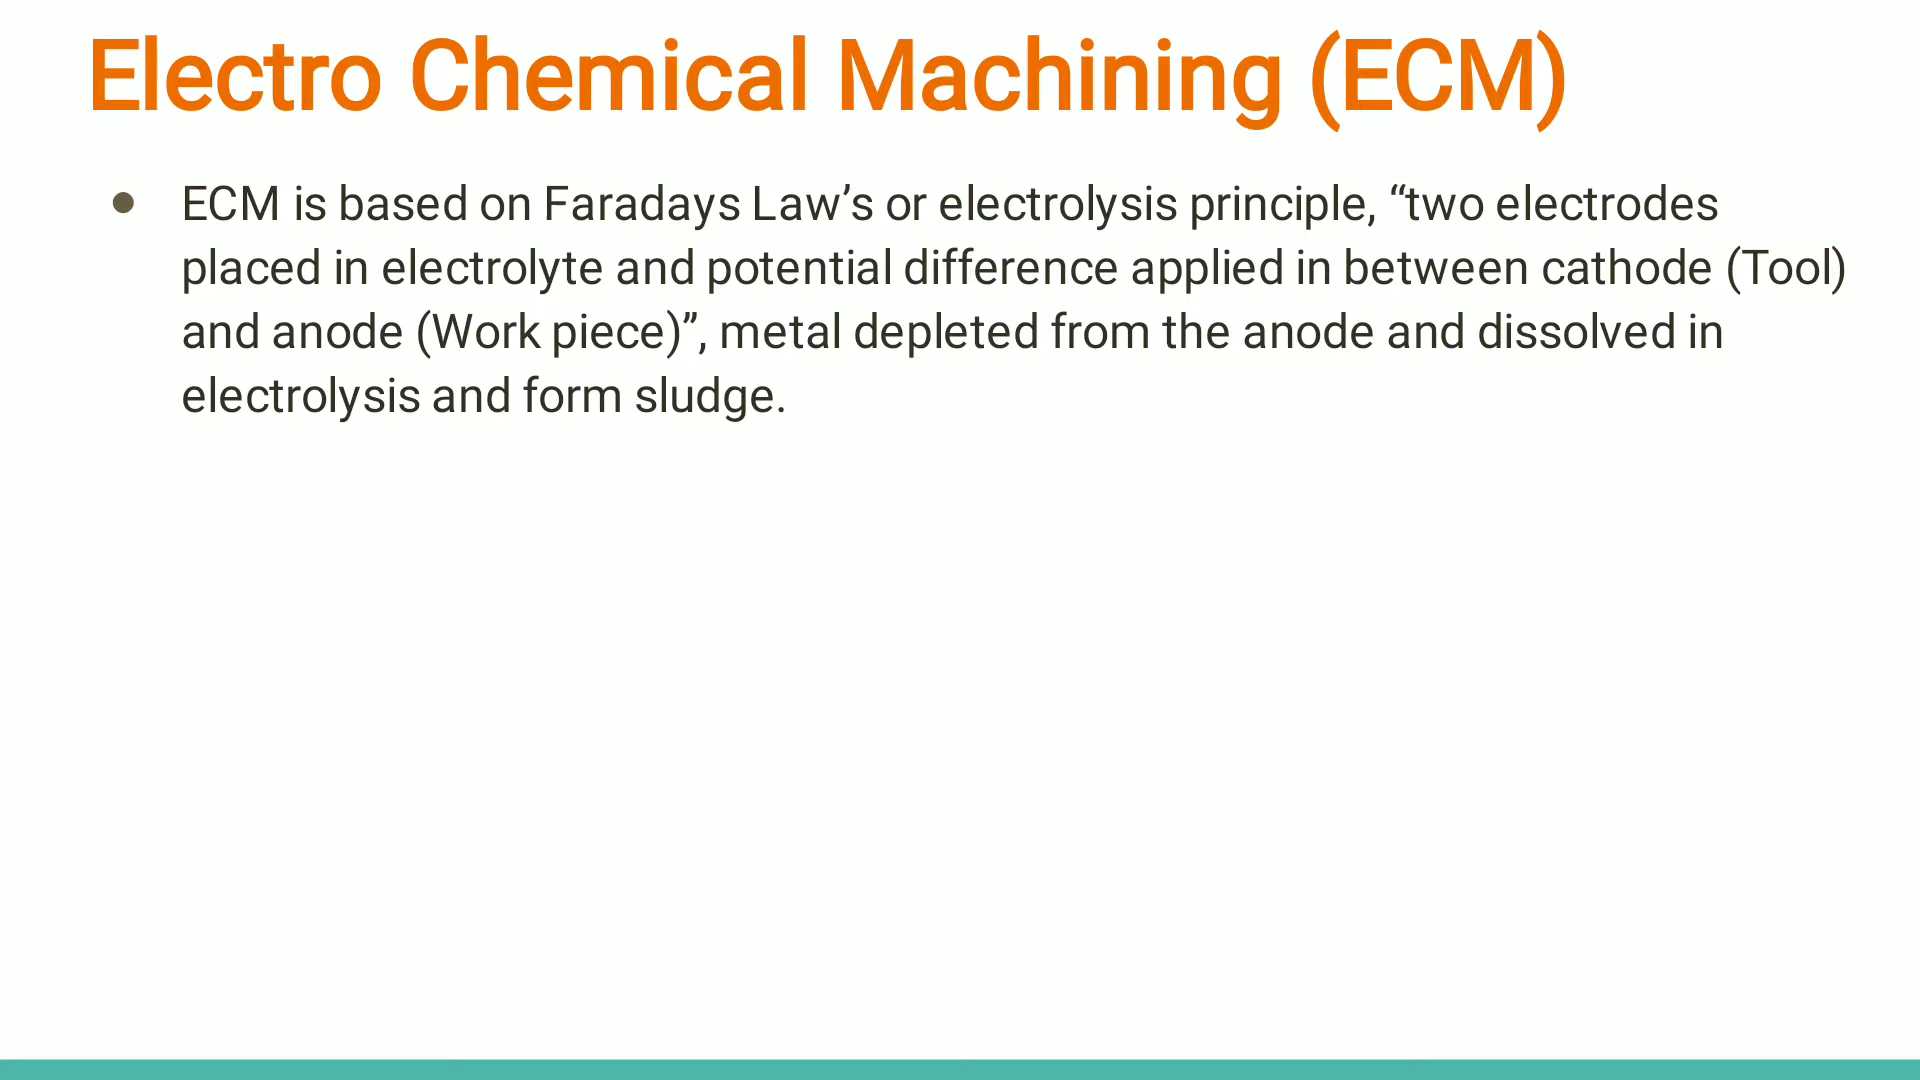 Electro Chemical Machining (ECM)
● ECM is based on Faradays Law’s or electrolysis principle, “two electrodes
placed in electrolyte and potential difference applied in between cathode (Tool)
and anode (Work piece)”, metal depleted from the anode and dissolved in
electrolysis and form sludge.